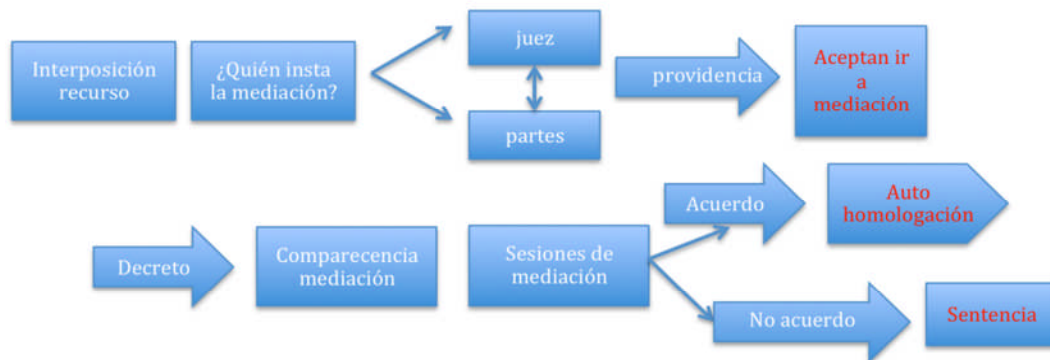 Interposición
recurso
¿Quién insta
la mediación?
juez
partes
providencia
Aceptan ir
a
mediación
Decreto
Comparecencia
mediación
Sesiones de
mediación
Acuerdo
Auto
homologación
No acuerdo
Sentencia